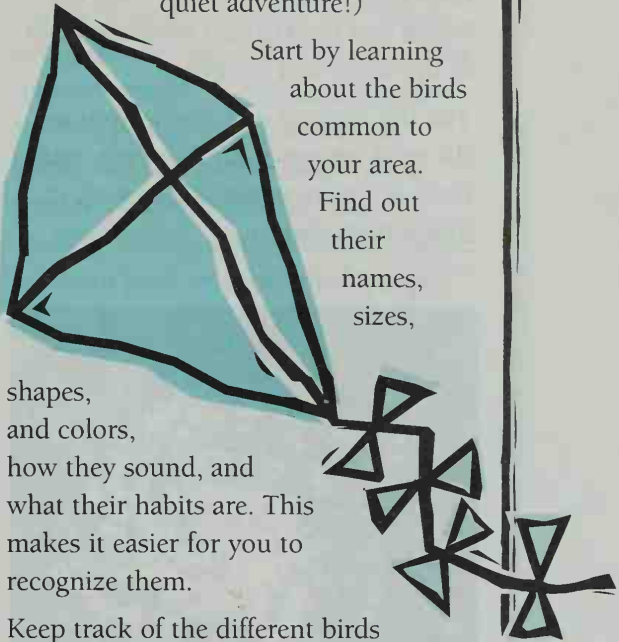 quiet adventure!)
Start by learning
about the birds
common to
your area.
Find out
their
names,
sizes,
shapes,
and colors,
how they sound, and
what their habits are. This
makes it easier for you to
recognize them.
Keep track of the different birds